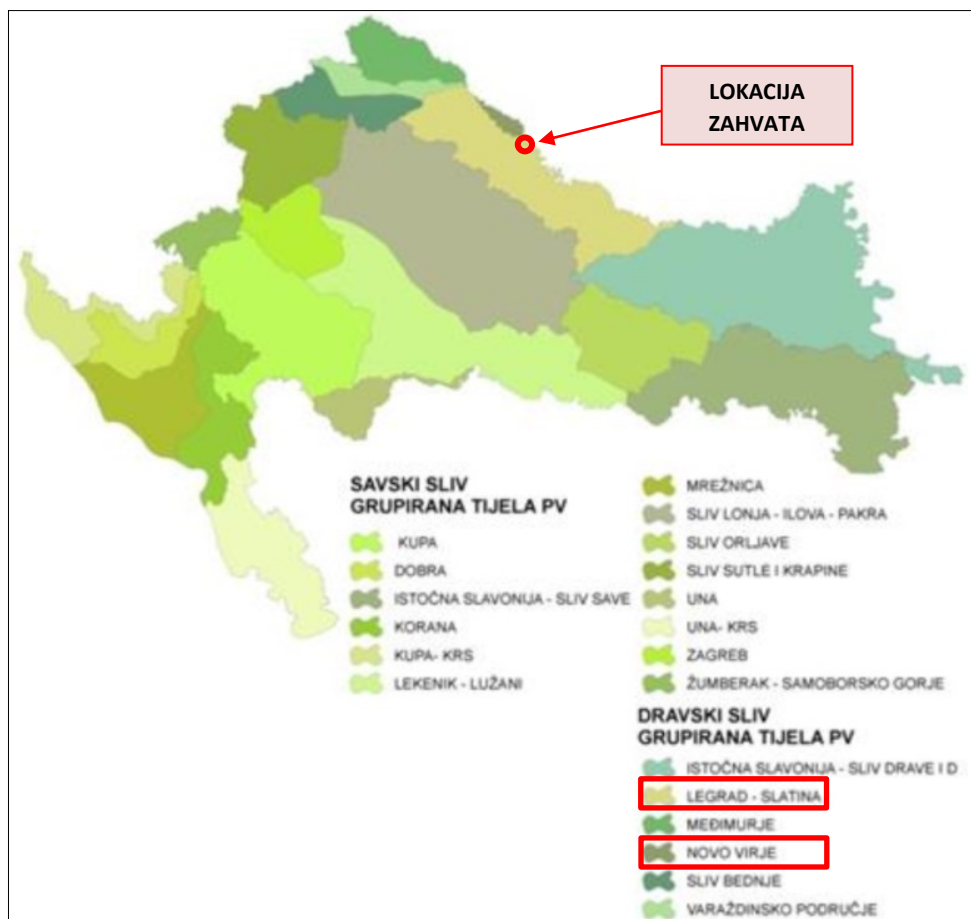 LOKACIJA
ZAHVATA
SAVSKI SLIV
GRUPIRANA TIJELA PV
KUPA
DOBRA
ISTOČNA SLAVONIJA - SLIV SAVE
KORANA
KUPA- KRS
LEKENIK - LUŽANI
MREŽNICA
SLIV LONJA - ILOVA - PAKRA
SLIV ORLJAVE
SLIV SUTLE I KRAPINE
UNA
UNA- KRS
ZAGREB
ŽUMBERAK - SAMOBORSKO GORJE
DRAVSKI SLIV
GRUPIRANA TIJELA PV
ISTOČNA SLAVONIJA - SLIV DRAVE I D
LEGRAD - SLATINA
MEĐIMURJE
NOVO VIRJE
SLIV BEDNJE
VARAŽDINSKO PODRUČJE